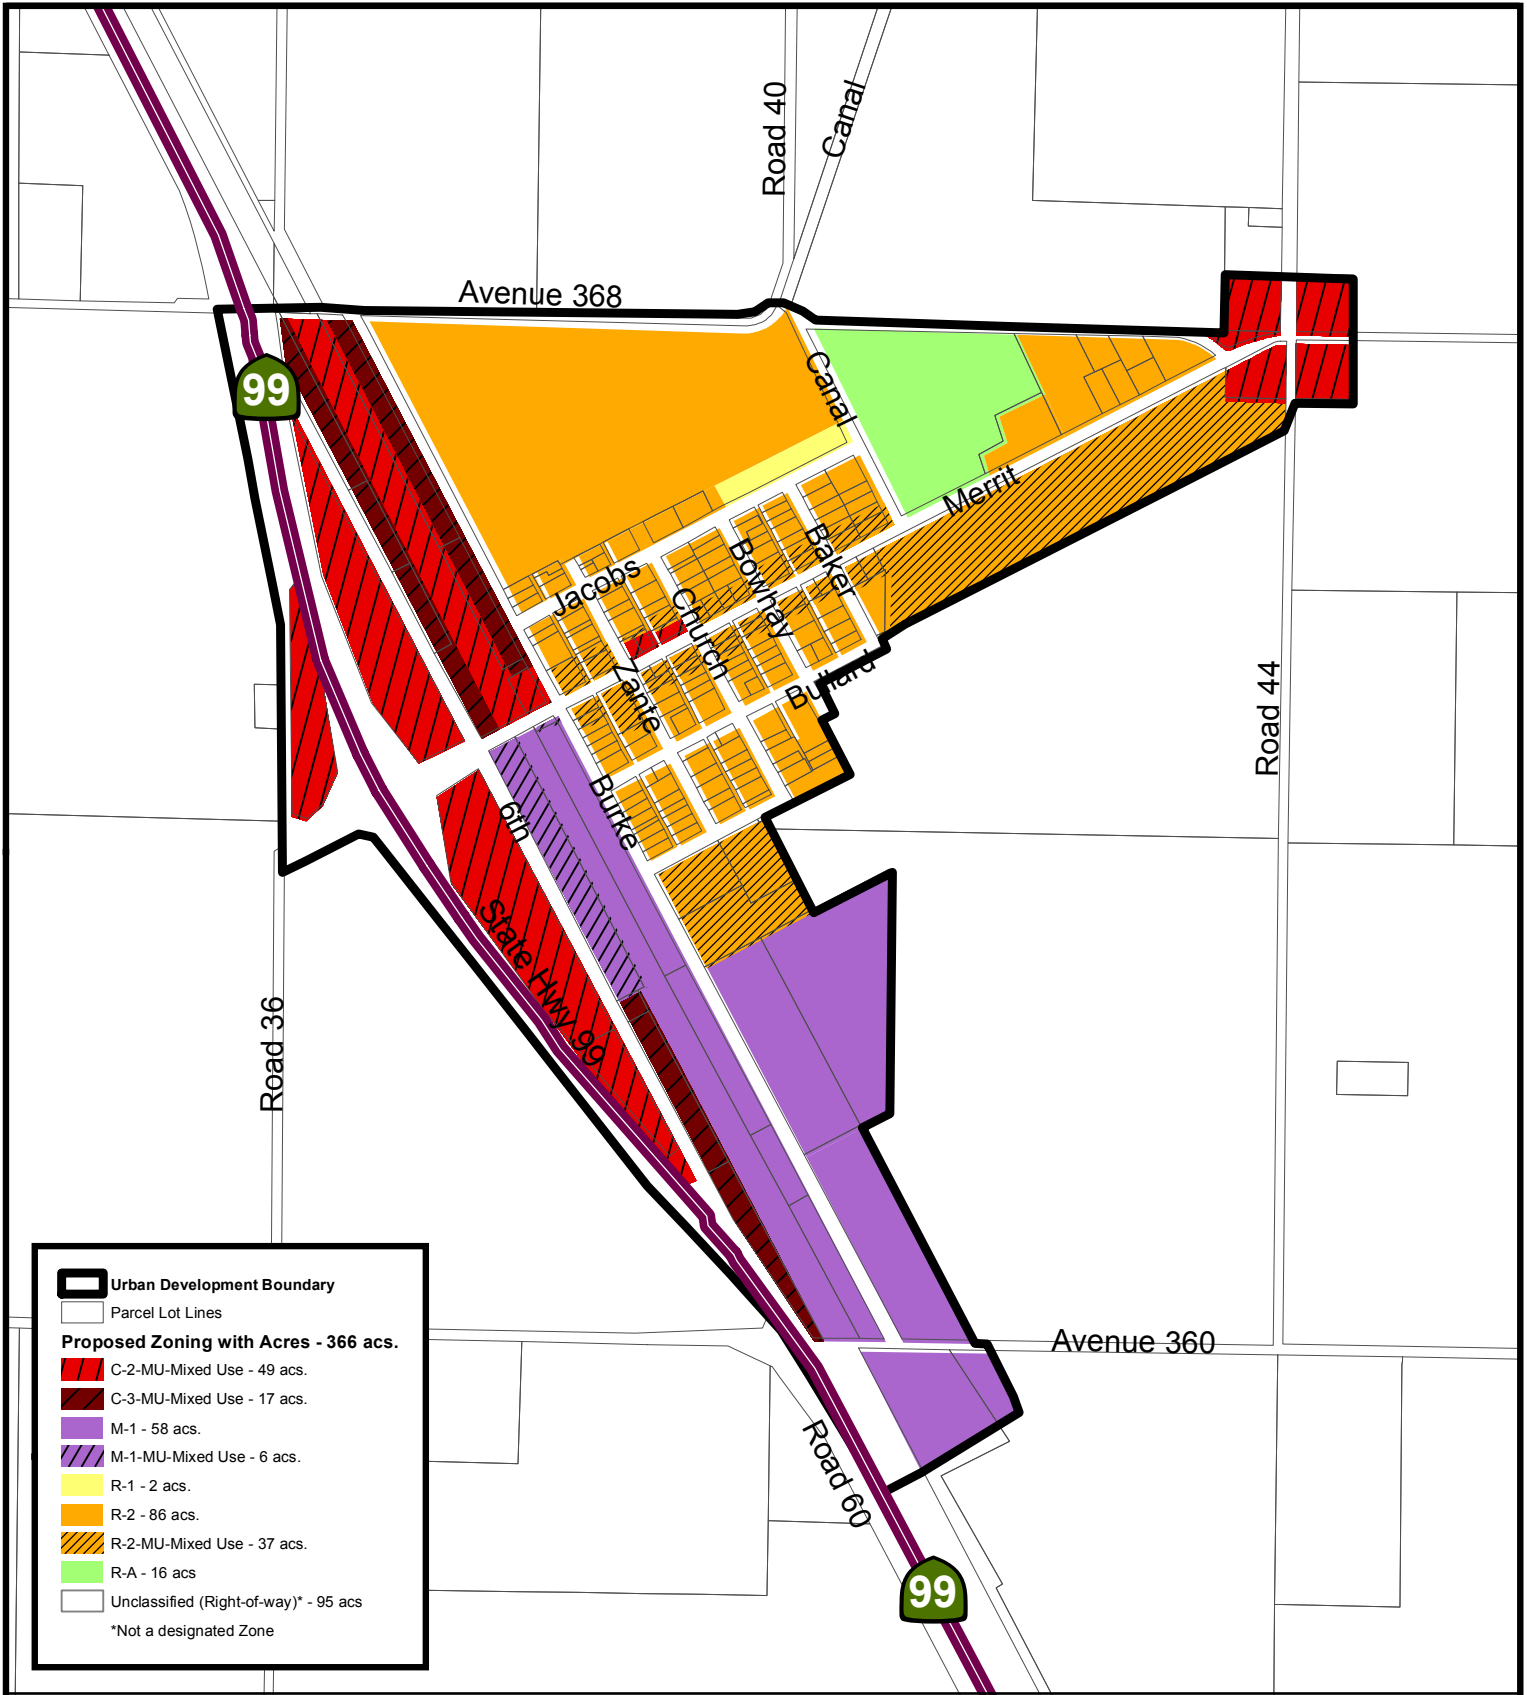 Road 40
Canal
Avenue 368
99
Canal
Merrit
Baker
Bowhay
Jacobs
Church
Zante
Bullard
Road 44
Burke
6th
State Hwy 99
Road 36
Avenue 360
Road 60
99
Urban Development Boundary
Parcel Lot Lines
Proposed Zoning with Acres - 366 acs.
C-2-MU-Mixed Use - 49 acs.
C-3-MU-Mixed Use - 17 acs.
M-1 - 58 acs.
M-1-MU-Mixed Use - 6 acs.
R-1 - 2 acs.
R-2 - 86 acs.
R-2-MU-Mixed Use - 37 acs.
R-A - 16 acs
Unclassified (Right-of-way)* - 95 acs
*Not a designated Zone